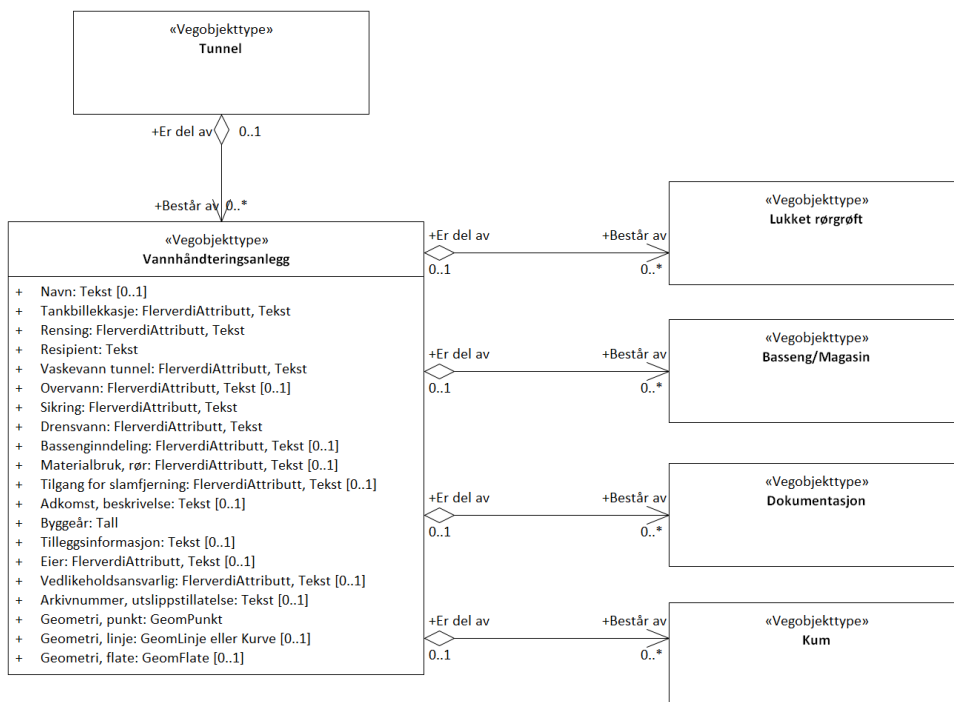 «Vegobjekttype»
Tunnel
+Er del av 0..1
+Består av 0..*
«Vegobjekttype»
Vannhåndteringsanlegg
+ Navn: Tekst [0..1]
+ Tankbillekkasje: FlerverdiAttributt, Tekst
+ Rensing: FlerverdiAttributt, Tekst
+ Resipient: Tekst
+ Vaskevann tunnel: FlerverdiAttributt, Tekst
+ Overvann: FlerverdiAttributt, Tekst [0..1]
+ Sikring: FlerverdiAttributt, Tekst
+ Drensvann: FlerverdiAttributt, Tekst
+ Bassenginndeling: FlerverdiAttributt, Tekst [0..1]
+ Materialbruk, rør: FlerverdiAttributt, Tekst [0..1]
+ Tilgang for slamfjerning: FlerverdiAttributt, Tekst [0..1]
+ Adkomst, beskrivelse: Tekst [0..1]
+ Byggeår: Tall
+ Tilleggsinformasjon: Tekst [0..1]
+ Eier: FlerverdiAttributt, Tekst [0..1]
+ Vedlikeholdsansvarlig: FlerverdiAttributt, Tekst [0..1]
+ Arkivnummer, utslippstillatelse: Tekst [0..1]
+ Geometri, punkt: GeomPunkt
+ Geometri, linje: GeomLinje eller Kurve [0..1]
+ Geometri, flate: GeomFlate [0..1]
+Er del av +Består av
0..1 0..*
«Vegobjekttype»
Lukket rørgrøft
+Er del av +Består av
0..1 0..*
«Vegobjekttype»
Basseng/Magasin
+Er del av +Består av
0..1 0..*
«Vegobjekttype»
Dokumentasjon
+Er del av +Består av
0..1 0..*
«Vegobjekttype»
Kum